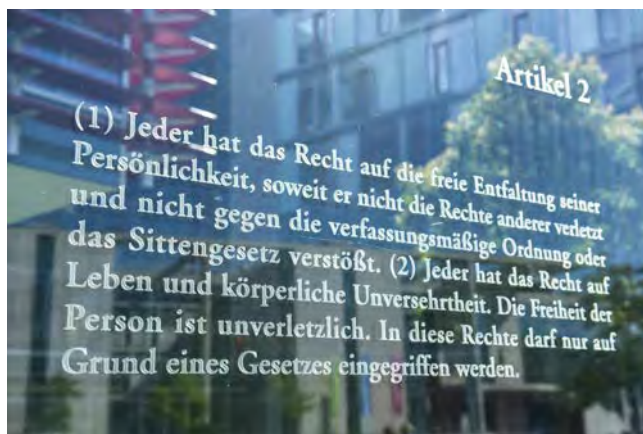 Artikel 2
(1) Jeder hat das Recht auf die freie Entfaltung seiner
Persönlichkeit, soweit er nicht die Rechte anderer verletzt
und nicht gegen die verfassungsmäßige Ordnung oder
das Sittengesetz verstößt. (2) Jeder hat das Recht auf
Leben und körperliche Unversehrtheit. Die Freiheit der
Person ist unverletzlich. In diese Rechte darf nur auf
Grund eines Gesetzes eingegriffen werden.